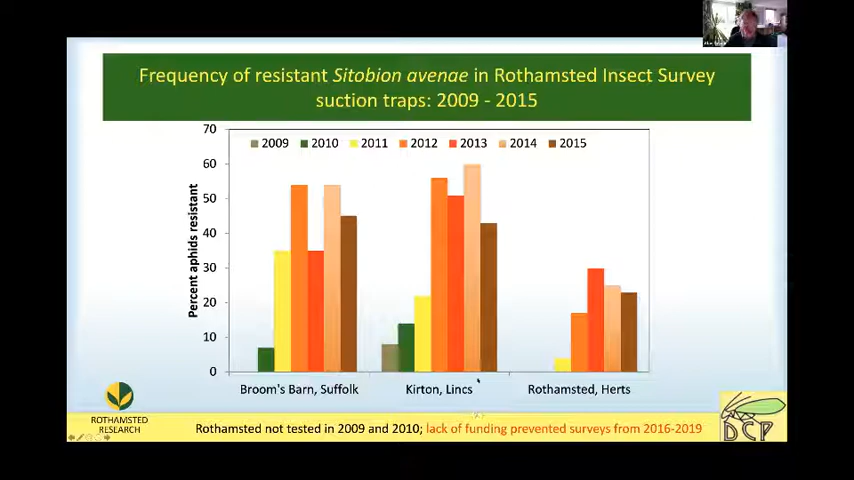 Frequency of resistant Sitobion avenae in Rothamsted Insect Survey
suction traps: 2009 - 2015
70
60
50
40
30
20
10
0
Percent aphids resistant
2009 2010 2011 2012 2013 2014 2015
Broom's Barn, Suffolk Kirton, Lincs Rothamsted, Herts
ROTHAMSTED
RESEARCH
DCP
Rothamsted not tested in 2009 and 2010; lack of funding prevented surveys from 2016-2019